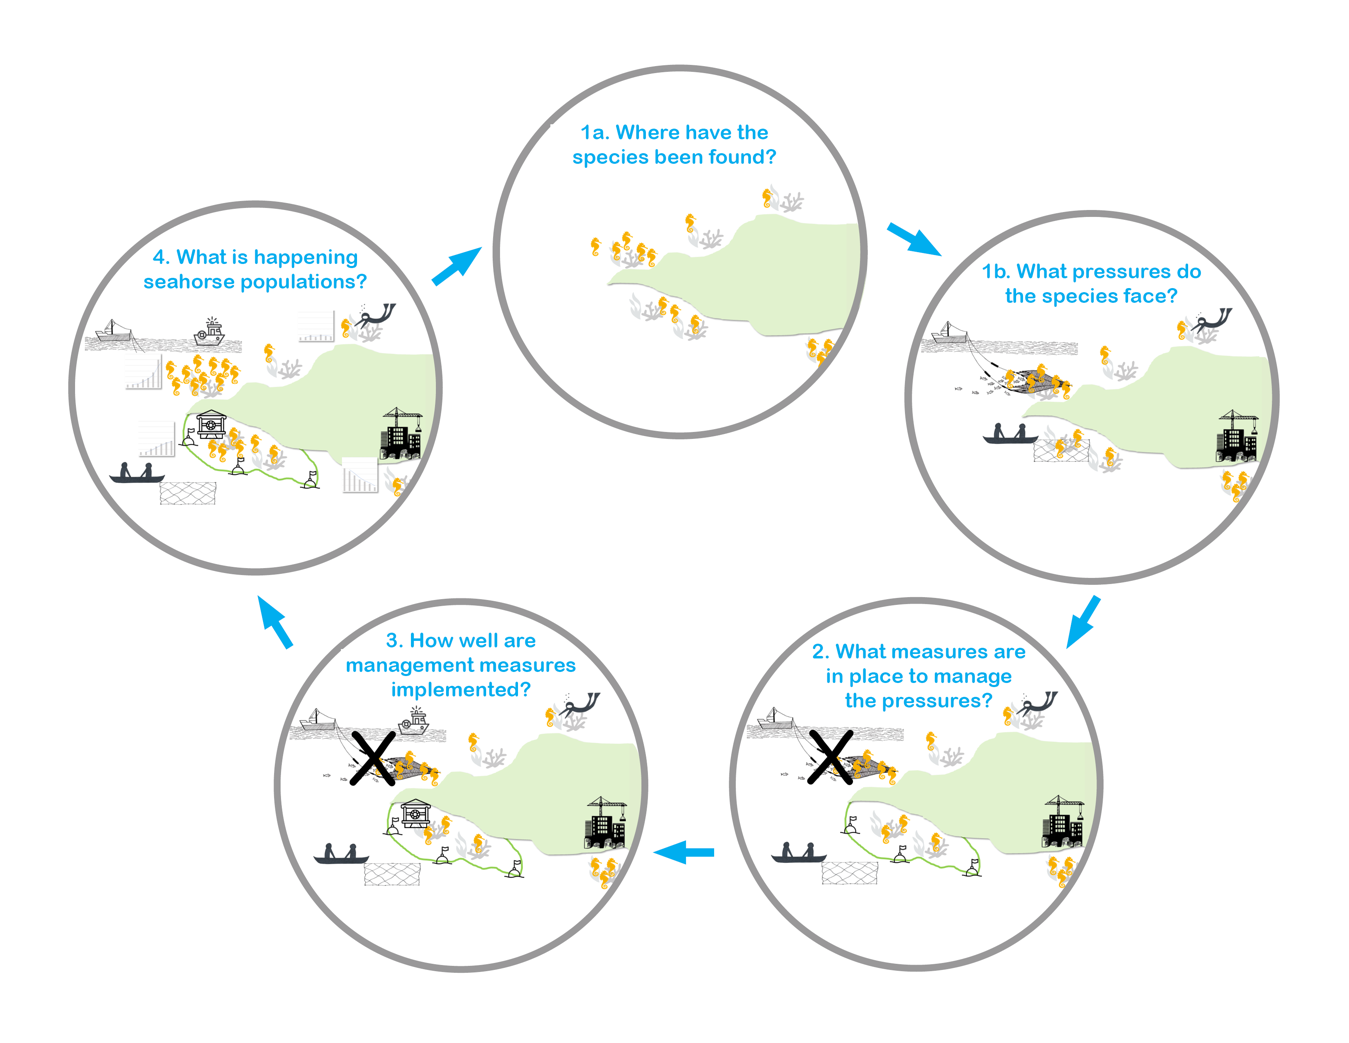 1a. Where have the
species been found?
1b. What pressures do
the species face?
2. What measures are
in place to manage
the pressures?
3. How well are
management measures
implemented?
4. What is happening
seahorse populations?